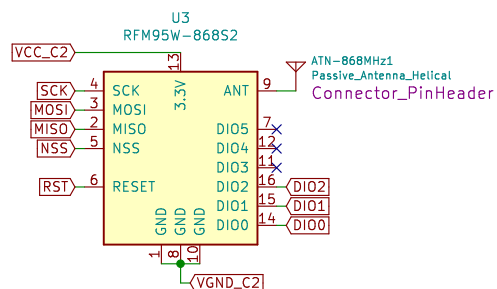 U3
RFM95W-868S2
VCC_C2
13
3.3V
ATN-868MHz1
Passive_Antenna_Helical
Connector_PinHeader
SCK 4 SCK ANT 9
MOSI 3 MOSI
MISO 2 MISO DIO5 7
NSS 5 NSS DIO4 12
DIO3 11
RST 6 RESET DIO2 16 DIO2
DIO1 15 DIO1
DIO0 14 DIO0
GND GND GND
1 8 10
VGND_C2